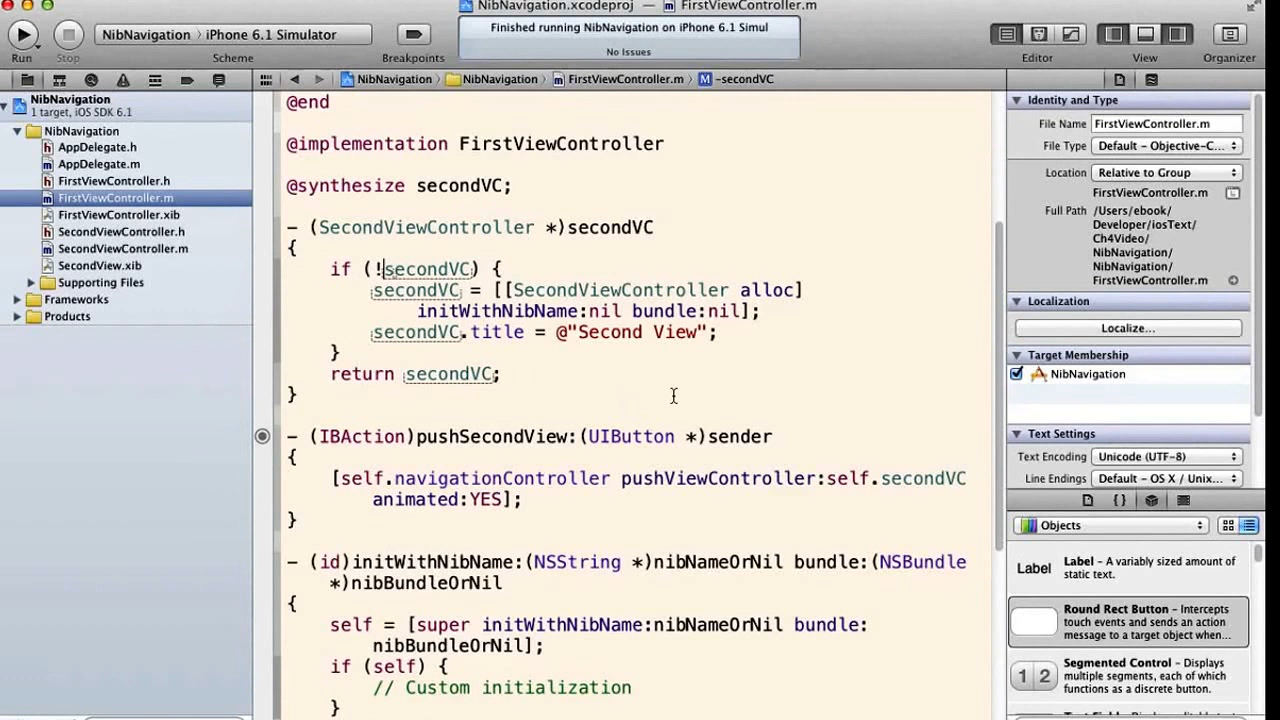 NibNavigation.xcodeproj — FirstViewController.m
Run
Stop
NibNavigation › iPhone 6.1 Simulator
Scheme
Breakpoints
Finished running NibNavigation on iPhone 6.1 Simul
No Issues
Editor
View
Organizer
NibNavigation
NibNavigation
FirstViewController.m
M -secondVC
NibNavigation
1 target, iOS SDK 6.1
NibNavigation
h AppDelegate.h
m AppDelegate.m
h FirstViewController.h
m FirstViewController.m
FirstViewController.xib
h SecondViewController.h
m SecondViewController.m
SecondView.xib
Supporting Files
Frameworks
Products
@end
@implementation FirstViewController
@synthesize secondVC;
- (SecondViewController *)secondVC
{
if (!secondVC) {
secondVC = [[SecondViewController alloc]
initWithNibName:nil bundle:nil];
secondVC.title = @"Second View";
}
return secondVC;
}
- (IBAction)pushSecondView:(UIButton *)sender
{
[self.navigationController pushViewController:self.secondVC
animated:YES];
}
- (id)initWithNibName:(NSString *)nibNameOrNil bundle:(NSBundle
*)nibBundleOrNil
{
self = [super initWithNibName:nibNameOrNil bundle:
nibBundleOrNil];
if (self) {
// Custom initialization
}
Identity and Type
File Name FirstViewController.m
File Type Default - Objective-C...
Location Relative to Group
FirstViewController.m
Full Path /Users/ebook/
Developer/iosText/
Ch4Video/
NibNavigation/
NibNavigation/
FirstViewController.m
Localization
Localize...
Target Membership
NibNavigation
Text Settings
Text Encoding Unicode (UTF-8)
Line Endings Default - OS X / Unix...
{ }
Objects
Label
Label - A variably sized amount of
static text.
Round Rect Button - Intercepts
touch events and sends an action
message to a target object when...
1 2
Segmented Control - Displays
multiple segments, each of which
functions as a discrete button.